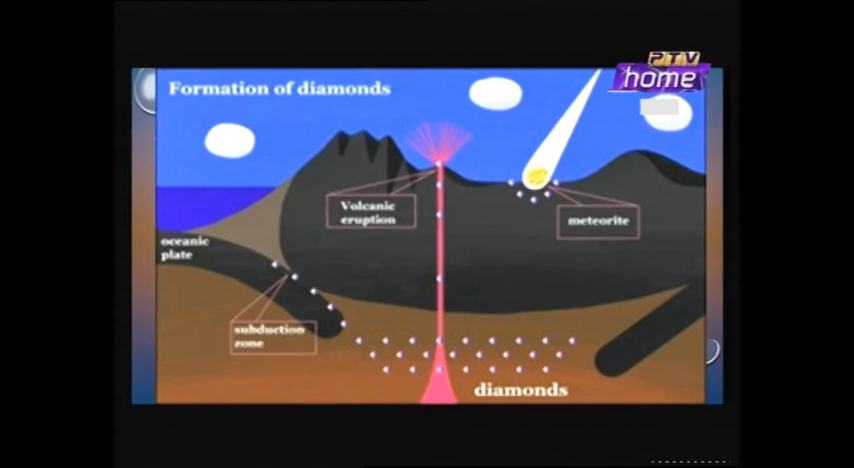 PTV
home
Formation of diamonds
Volcanic
eruption
meteorite
oceanic
plate
subduction
zone
diamonds